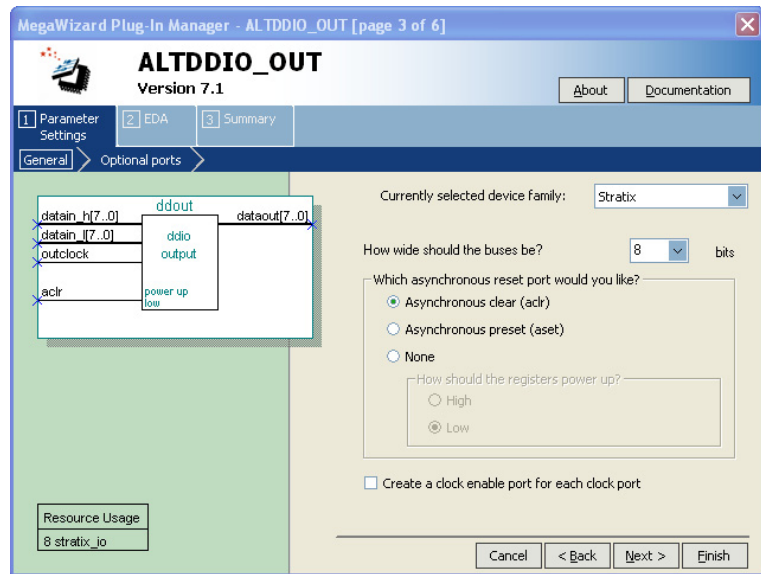 MegaWizard Plug-In Manager - ALTDDIO_OUT [page 3 of 6]
ALTDDIO_OUT
Version 7.1
About
Documentation
1 Parameter Settings
2 EDA
3 Summary
General
Optional ports
ddout
datain_h[7..0]
dataout[7..0]
datain_l[7..0]
ddio
outclock
output
aclr
power up
low
Resource Usage
8 stratix_io
Currently selected device family:
Stratix
How wide should the buses be?
8
bits
Which asynchronous reset port would you like?
Asynchronous clear (aclr)
Asynchronous preset (aset)
None
How should the registers power up?
High
Low
Create a clock enable port for each clock port
Cancel
< Back
Next >
Finish